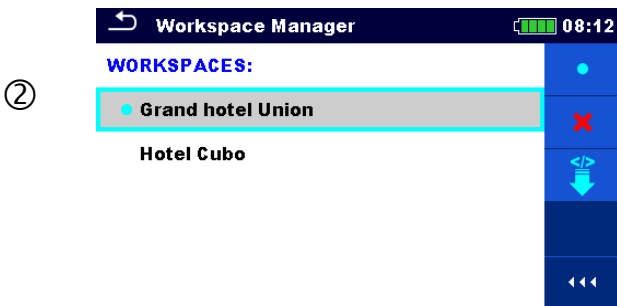 Workspace Manager 08:12
WORKSPACES:
②
Grand hotel Union
Hotel Cubo
</>